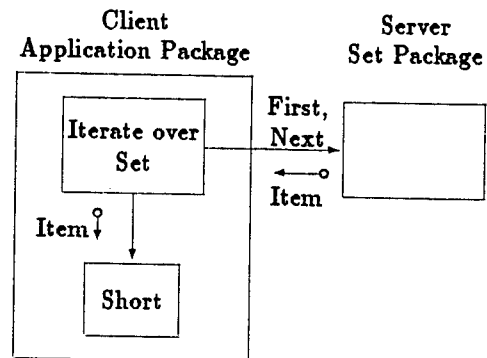 Client
Application Package
Server
Set Package
Iterate over
Set
First,
Next
Item
Item
Short